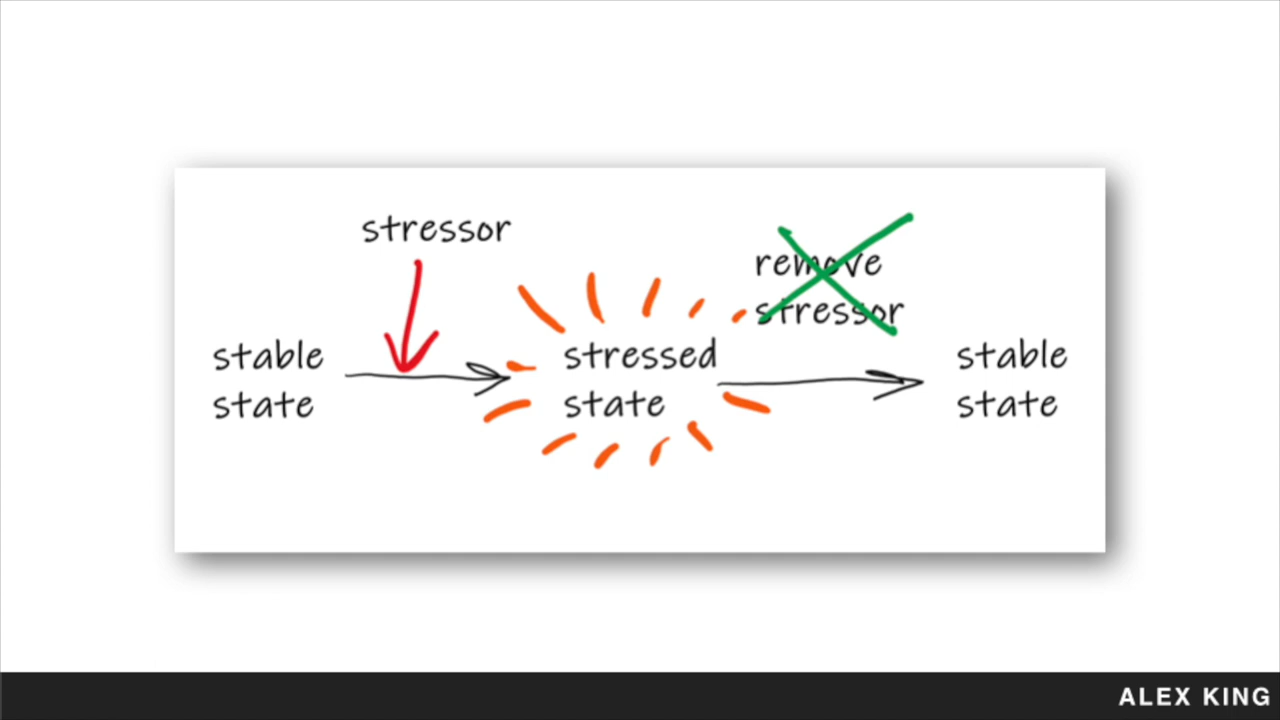 stressor
remove
stressor
stable
state
stressed
state
stable
state
ALEX KING